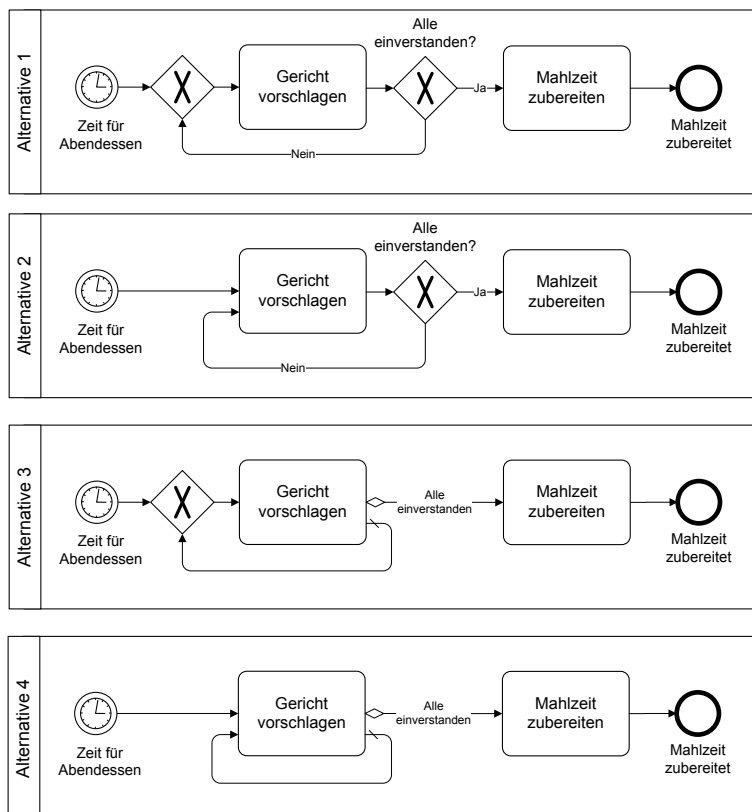 Alternative 1
Zeit für
Abendessen
Gericht
vorschlagen
Alle
einverstanden?
Nein
Ja
Mahlzeit
zubereiten
Mahlzeit
zubereitet
Alternative 2
Zeit für
Abendessen
Gericht
vorschlagen
Alle
einverstanden?
Nein
Ja
Mahlzeit
zubereiten
Mahlzeit
zubereitet
Alternative 3
Zeit für
Abendessen
Gericht
vorschlagen
Alle
einverstanden
Mahlzeit
zubereiten
Mahlzeit
zubereitet
Alternative 4
Zeit für
Abendessen
Gericht
vorschlagen
Alle
einverstanden
Mahlzeit
zubereiten
Mahlzeit
zubereitet